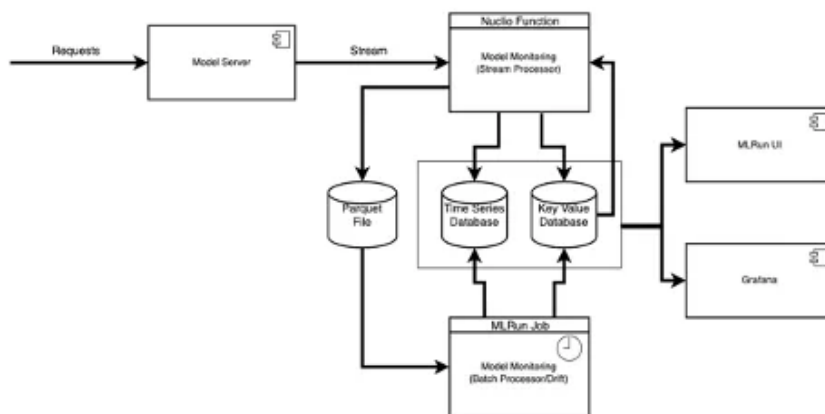 Requests
Model Server
Stream
Nuclio Function
Model Monitoring
(Stream Processor)
MLRun UI
Parquet
File
Time Series
Database
Key Value
Database
Grafana
MLRun Job
Model Monitoring
(Batch Processor/Drift)